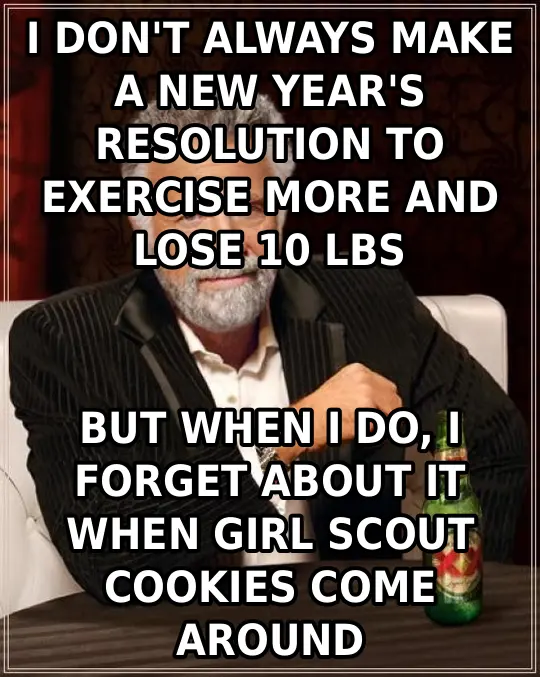 I DON'T ALWAYS MAKE
A NEW YEAR'S
RESOLUTION TO
EXERCISE MORE AND
LOSE 10 LBS
BUT WHEN I DO, I
FORGET ABOUT IT
WHEN GIRL SCOUT
COOKIES COME
AROUND